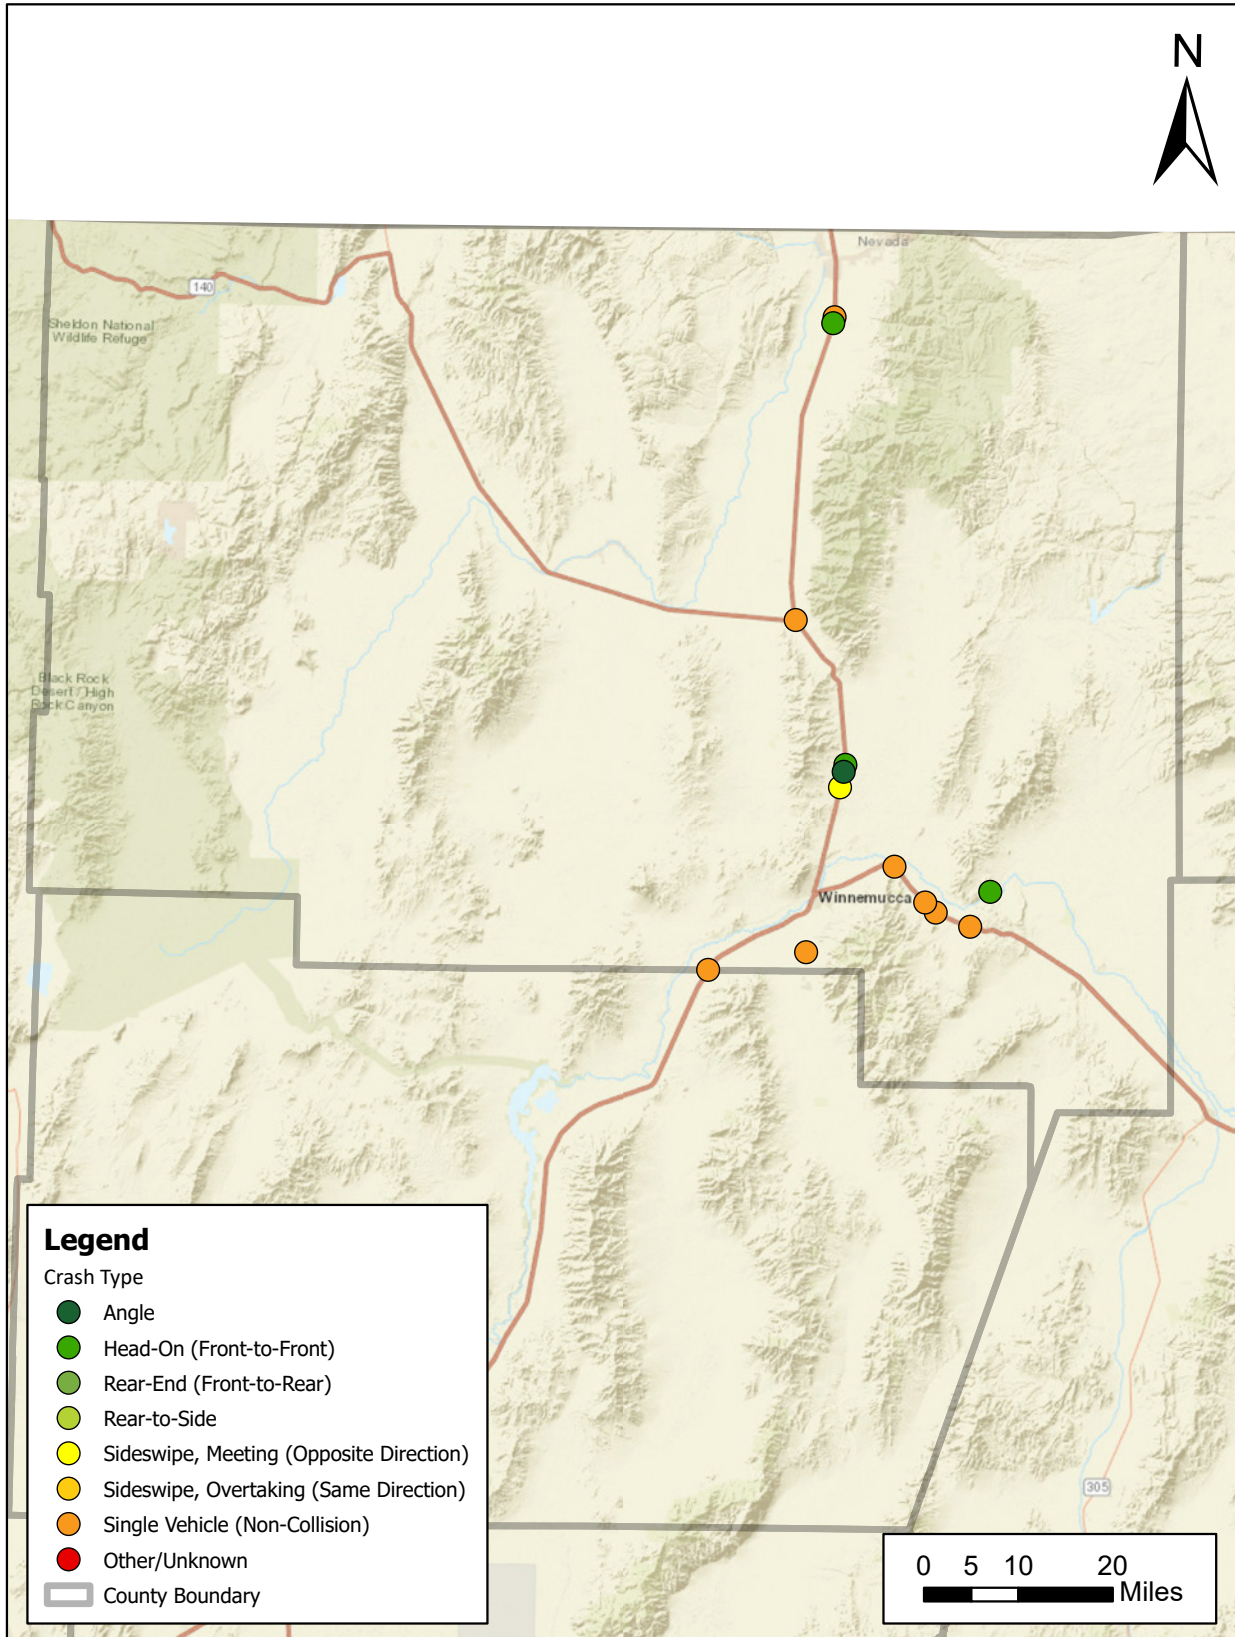 N
Nevada
140
Sheldon National
Wildlife Refuge
Black Rock
Desert / High
Rock Canyon
Winnemucca
Legend
Crash Type
Angle
Head-On (Front-to-Front)
Rear-End (Front-to-Rear)
Rear-to-Side
Sideswipe, Meeting (Opposite Direction)
Sideswipe, Overtaking (Same Direction)
Single Vehicle (Non-Collision)
Other/Unknown
County Boundary
305
0 5 10 20
Miles